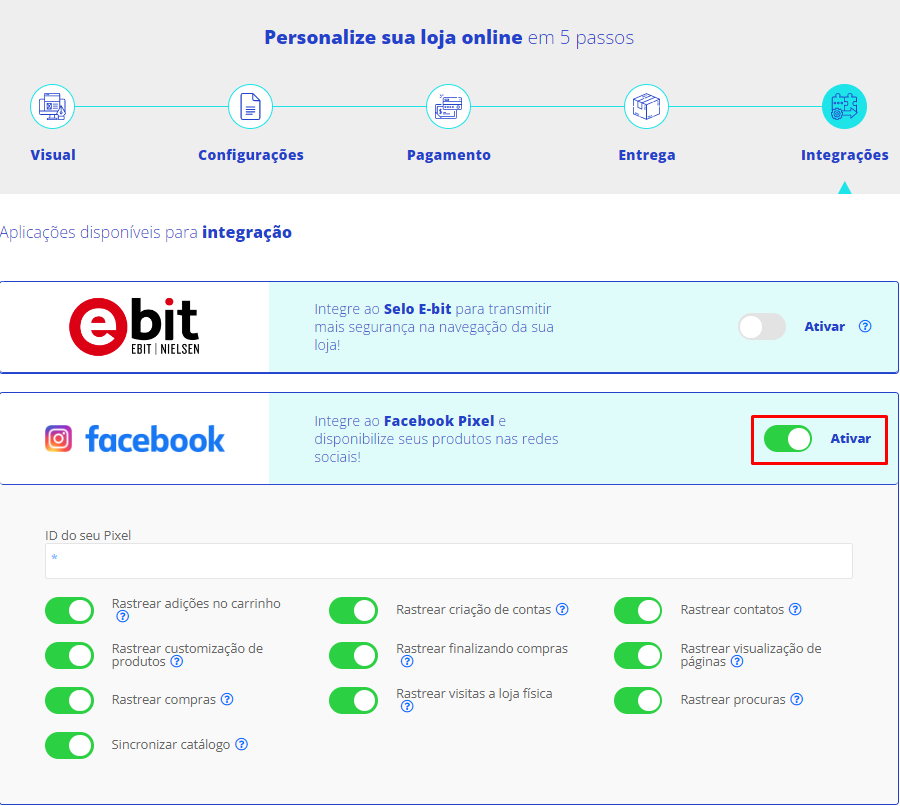 Personalize sua loja online em 5 passos
Visual
Configurações
Pagamento
Entrega
Integrações
Aplicações disponíveis para integração
ebit
EBIT | NIELSEN
Integre ao Selo E-bit para transmitir
mais segurança na navegação da sua
loja!
Ativar ?
facebook
Integre ao Facebook Pixel e
disponibilize seus produtos nas redes
sociais!
Ativar
ID do seu Pixel
*
Rastrear adições no carrinho
?
Rastrear criação de contas ?
Rastrear contatos ?
Rastrear customização de
produtos ?
Rastrear finalizando compras
?
Rastrear visualização de
páginas ?
Rastrear compras ?
Rastrear visitas a loja física
?
Rastrear procuras ?
Sincronizar catálogo ?